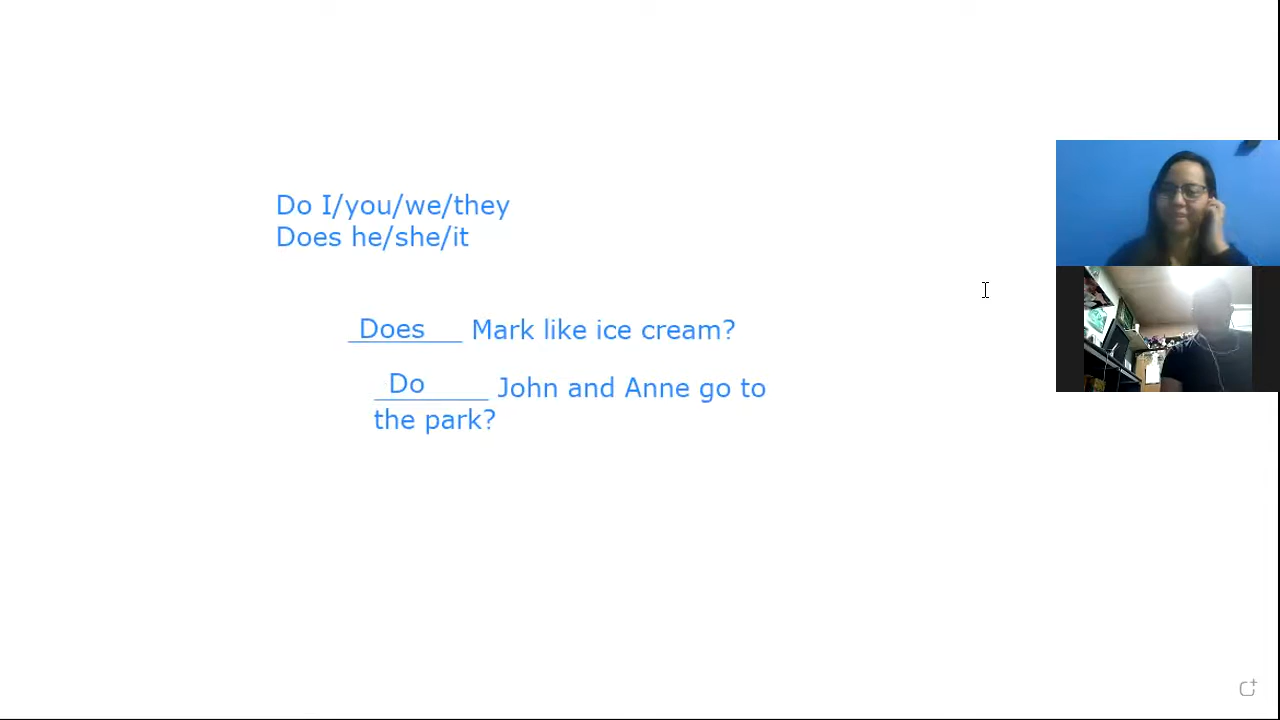 Do I/you/we/they
Does he/she/it
Does Mark like ice cream?
Do John and Anne go to
the park?